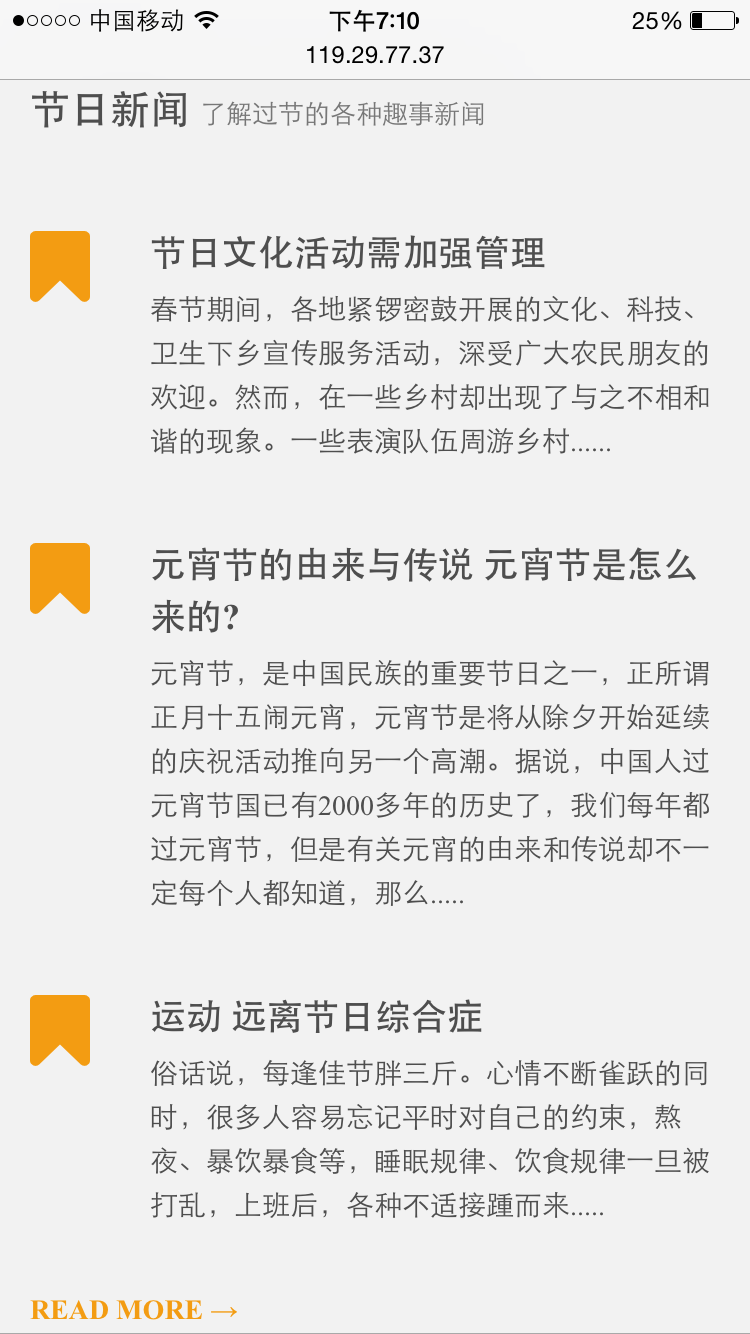 中国移动 下午7:10 25%
119.29.77.37
节日新闻 了解过节的各种趣事新闻
节日文化活动需加强管理
春节期间，各地紧锣密鼓开展的文化、科技、
卫生下乡宣传服务活动，深受广大农民朋友的
欢迎。然而，在一些乡村却出现了与之不相和
谐的现象。一些表演队伍周游乡村......
元宵节的由来与传说 元宵节是怎么
来的?
元宵节，是中国民族的重要节日之一，正所谓
正月十五闹元宵，元宵节是将从除夕开始延续
的庆祝活动推向另一个高潮。据说，中国人过
元宵节国已有2000多年的历史了，我们每年都
过元宵节，但是有关元宵的由来和传说却不一
定每个人都知道，那么.....
运动 远离节日综合症
俗话说，每逢佳节胖三斤。心情不断雀跃的同
时，很多人容易忘记平时对自己的约束，熬
夜、暴饮暴食等，睡眠规律、饮食规律一旦被
打乱，上班后，各种不适接踵而来.....
READ MORE →